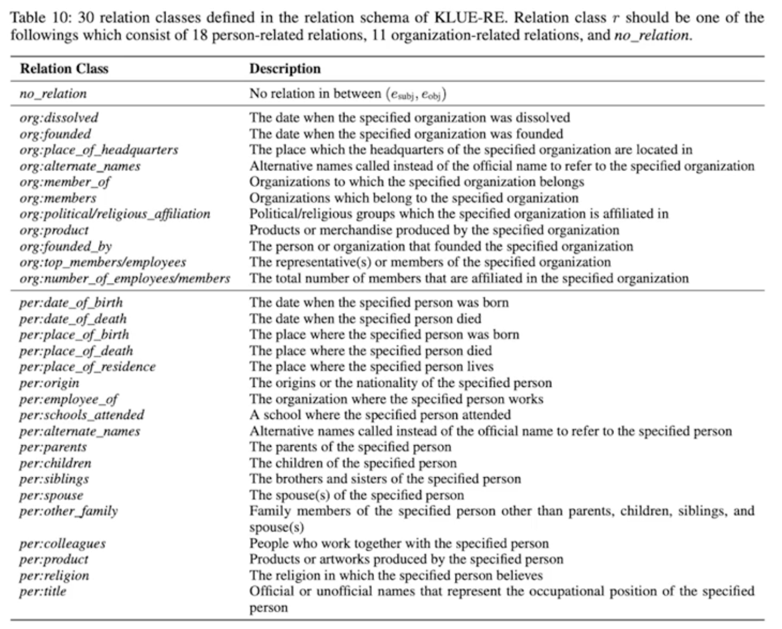 Table 10: 30 relation classes defined in the relation schema of KLUE-RE. Relation class r should be one of the
followings which consist of 18 person-related relations, 11 organization-related relations, and no_relation.
Relation Class Description
no_relation No relation in between (e_subj, e_obj)
org:dissolved The date when the specified organization was dissolved
org:founded The date when the specified organization was founded
org:place_of_headquarters The place which the headquarters of the specified organization are located in
org:alternate_names Alternative names called instead of the official name to refer to the specified organization
org:member_of Organizations to which the specified organization belongs
org:members Organizations which belong to the specified organization
org:political/religious_affiliation Political/religious groups which the specified organization is affiliated in
org:product Products or merchandise produced by the specified organization
org:founded_by The person or organization that founded the specified organization
org:top_members/employees The representative(s) or members of the specified organization
org:number_of_employees/members The total number of members that are affiliated in the specified organization
per:date_of_birth The date when the specified person was born
per:date_of_death The date when the specified person died
per:place_of_birth The place where the specified person was born
per:place_of_death The place where the specified person died
per:place_of_residence The place where the specified person lives
per:origin The origins or the nationality of the specified person
per:employee_of The organization where the specified person works
per:schools_attended A school where the specified person attended
per:alternate_names Alternative names called instead of the official name to refer to the specified person
per:parents The parents of the specified person
per:children The children of the specified person
per:siblings The brothers and sisters of the specified person
per:spouse The spouse(s) of the specified person
per:other_family Family members of the specified person other than parents, children, siblings, and
spouse(s)
per:colleagues People who work together with the specified person
per:product Products or artworks produced by the specified person
per:religion The religion in which the specified person believes
per:title Official or unofficial names that represent the occupational position of the specified
person